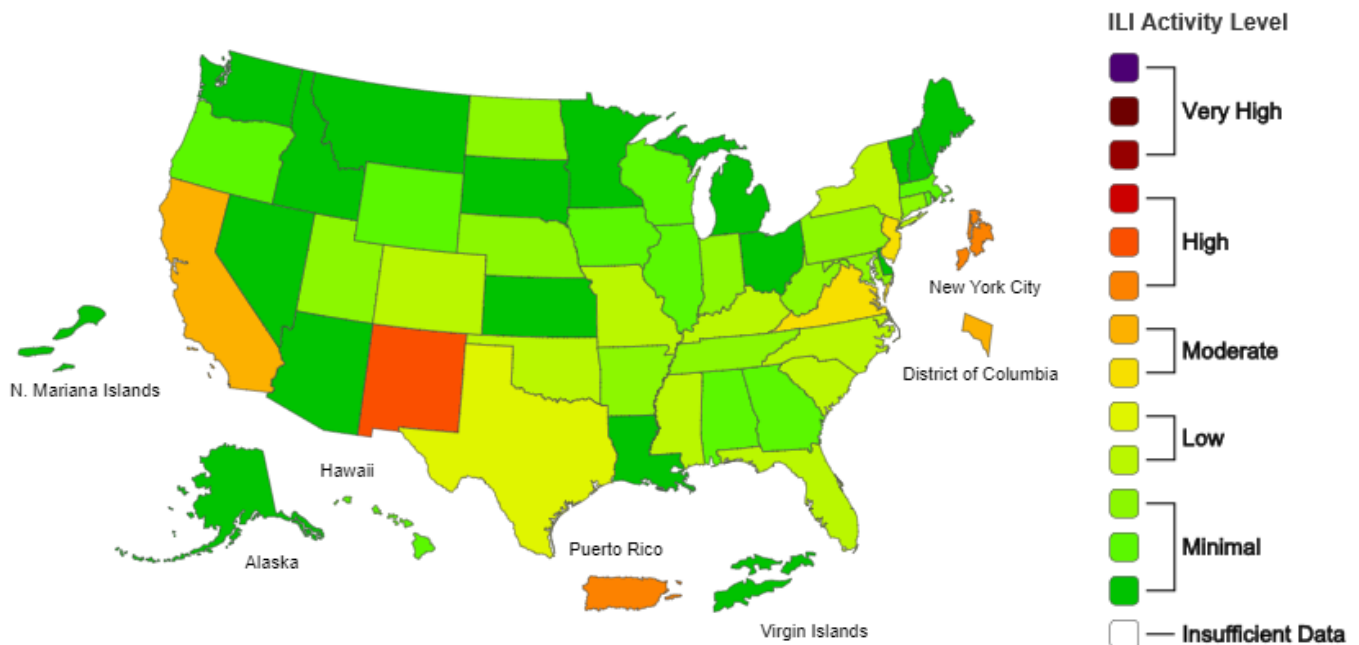 ILI Activity Level
Very High
High
Moderate
Low
Minimal
Insufficient Data
New York City
District of Columbia
N. Mariana Islands
Hawaii
Alaska
Puerto Rico
Virgin Islands